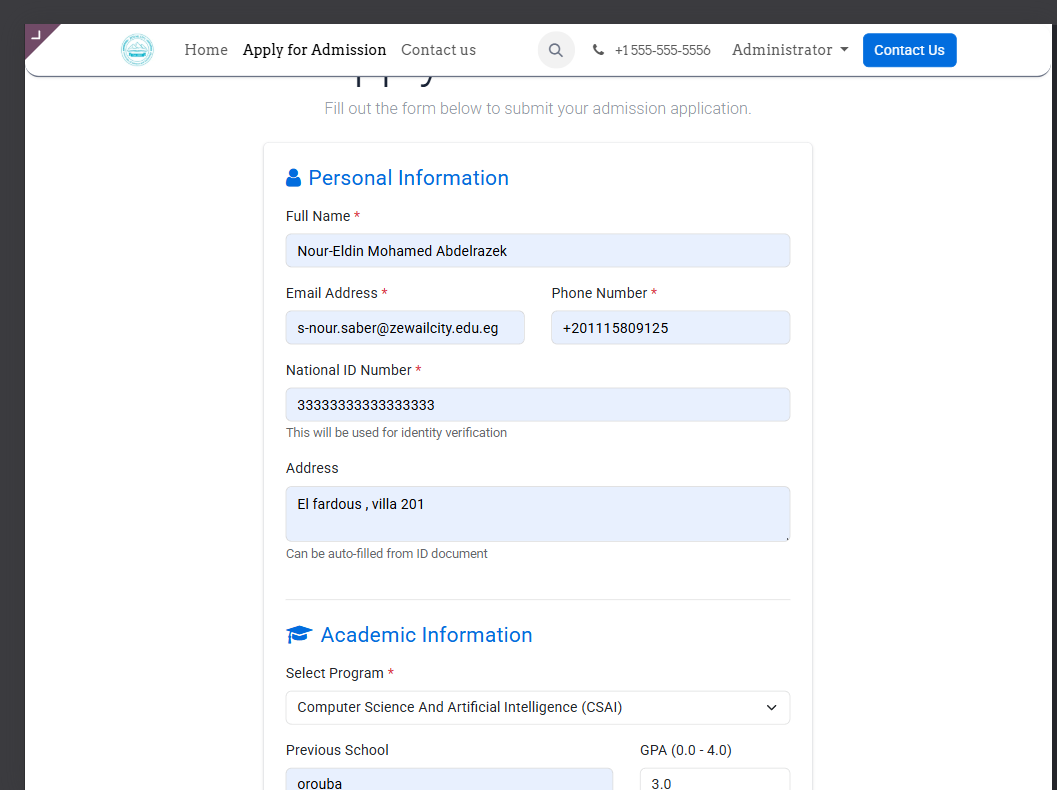 Home Apply for Admission Contact us +1 555-555-5556 Administrator Contact Us
Fill out the form below to submit your admission application.
Personal Information
Full Name *
Nour-Eldin Mohamed Abdelrazek
Email Address * Phone Number *
s-nour.saber@zewailcity.edu.eg +201115809125
National ID Number *
33333333333333333
This will be used for identity verification
Address
El fardous , villa 201
Can be auto-filled from ID document
Academic Information
Select Program *
Computer Science And Artificial Intelligence (CSAI)
Previous School GPA (0.0 - 4.0)
orouba 3.0